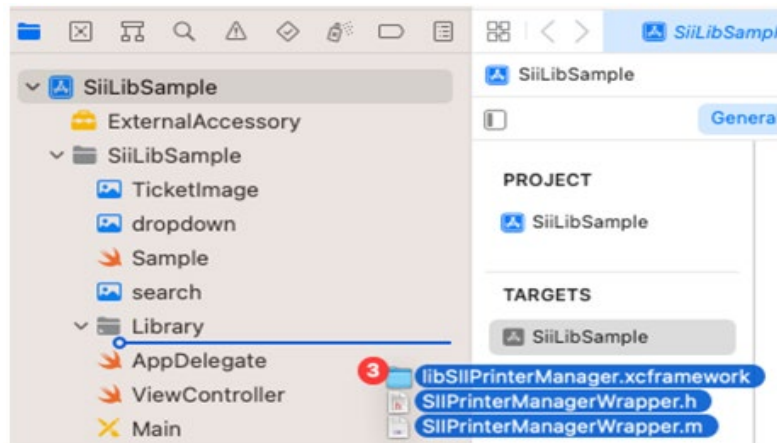 SiiLibSample
ExternalAccessory
SiiLibSample
TicketImage
dropdown
Sample
search
Library
AppDelegate
ViewController
Main
SiiLibSampl
SiiLibSample
Genera
PROJECT
SiiLibSample
TARGETS
SiiLibSample
3
libSIIPrinterManager.xcframework
SIIPrinterManagerWrapper.h
SIIPrinterManagerWrapper.m